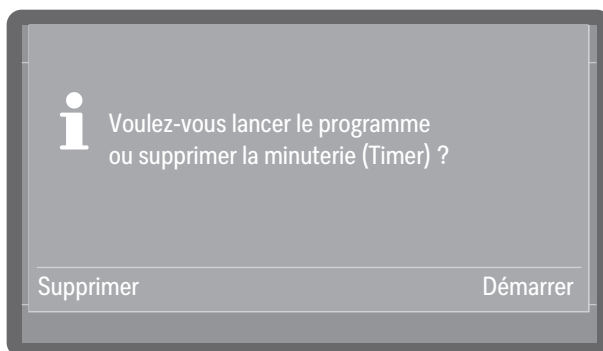 Voulez-vous lancer le programme
ou supprimer la minuterie (Timer) ?
Supprimer Démarrer